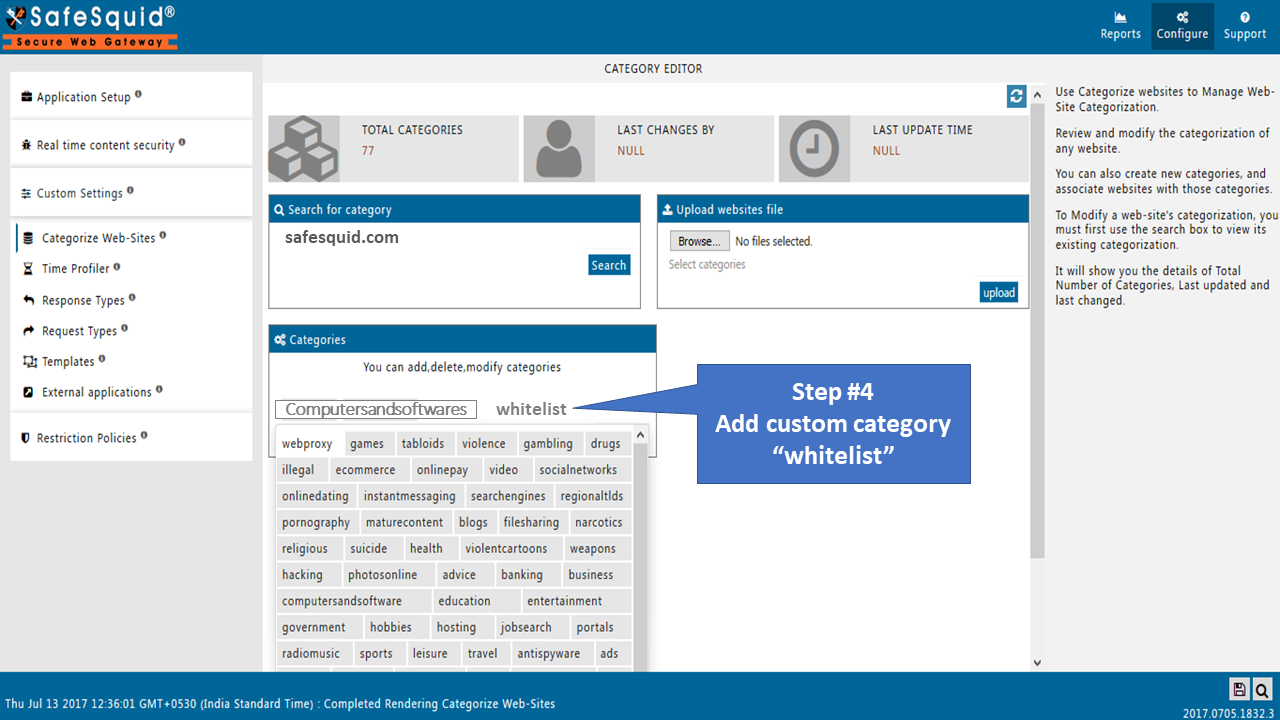 SafeSquid®
Secure Web Gateway
Reports
Configure
Support
Application Setup
Real time content security
Custom Settings
Categorize Web-Sites
Time Profiler
Response Types
Request Types
Templates
External applications
Restriction Policies
CATEGORY EDITOR
TOTAL CATEGORIES
77
LAST CHANGES BY
NULL
LAST UPDATE TIME
NULL
Search for category
safesquid.com
Search
Upload websites file
Browse... No files selected.
Select categories
upload
Categories
You can add,delete,modify categories
Computersandsoftwares whitelist
webproxy games tabloids violence gambling drugs
illegal ecommerce onlinepay video socialnetworks
onlinedating instantmessaging searchengines regionaltlds
pornography maturecontent blogs filesharing narcotics
religious suicide health violentcartoons weapons
hacking photosonline advice banking business
computersandsoftware education entertainment
government hobbies hosting jobsearch portals
radiomusic sports leisure travel antispyware ads
Step #4
Add custom category
“whitelist”
Use Categorize websites to Manage Web-
Site Categorization.
Review and modify the categorization of
any website.
You can also create new categories, and
associate websites with those categories.
To Modify a web-site's categorization, you
must first use the search box to view its
existing categorization.
It will show you the details of Total
Number of Categories, Last updated and
last changed.
Thu Jul 13 2017 12:36:01 GMT+0530 (India Standard Time) : Completed Rendering Categorize Web-Sites
2017.0705.1832.3